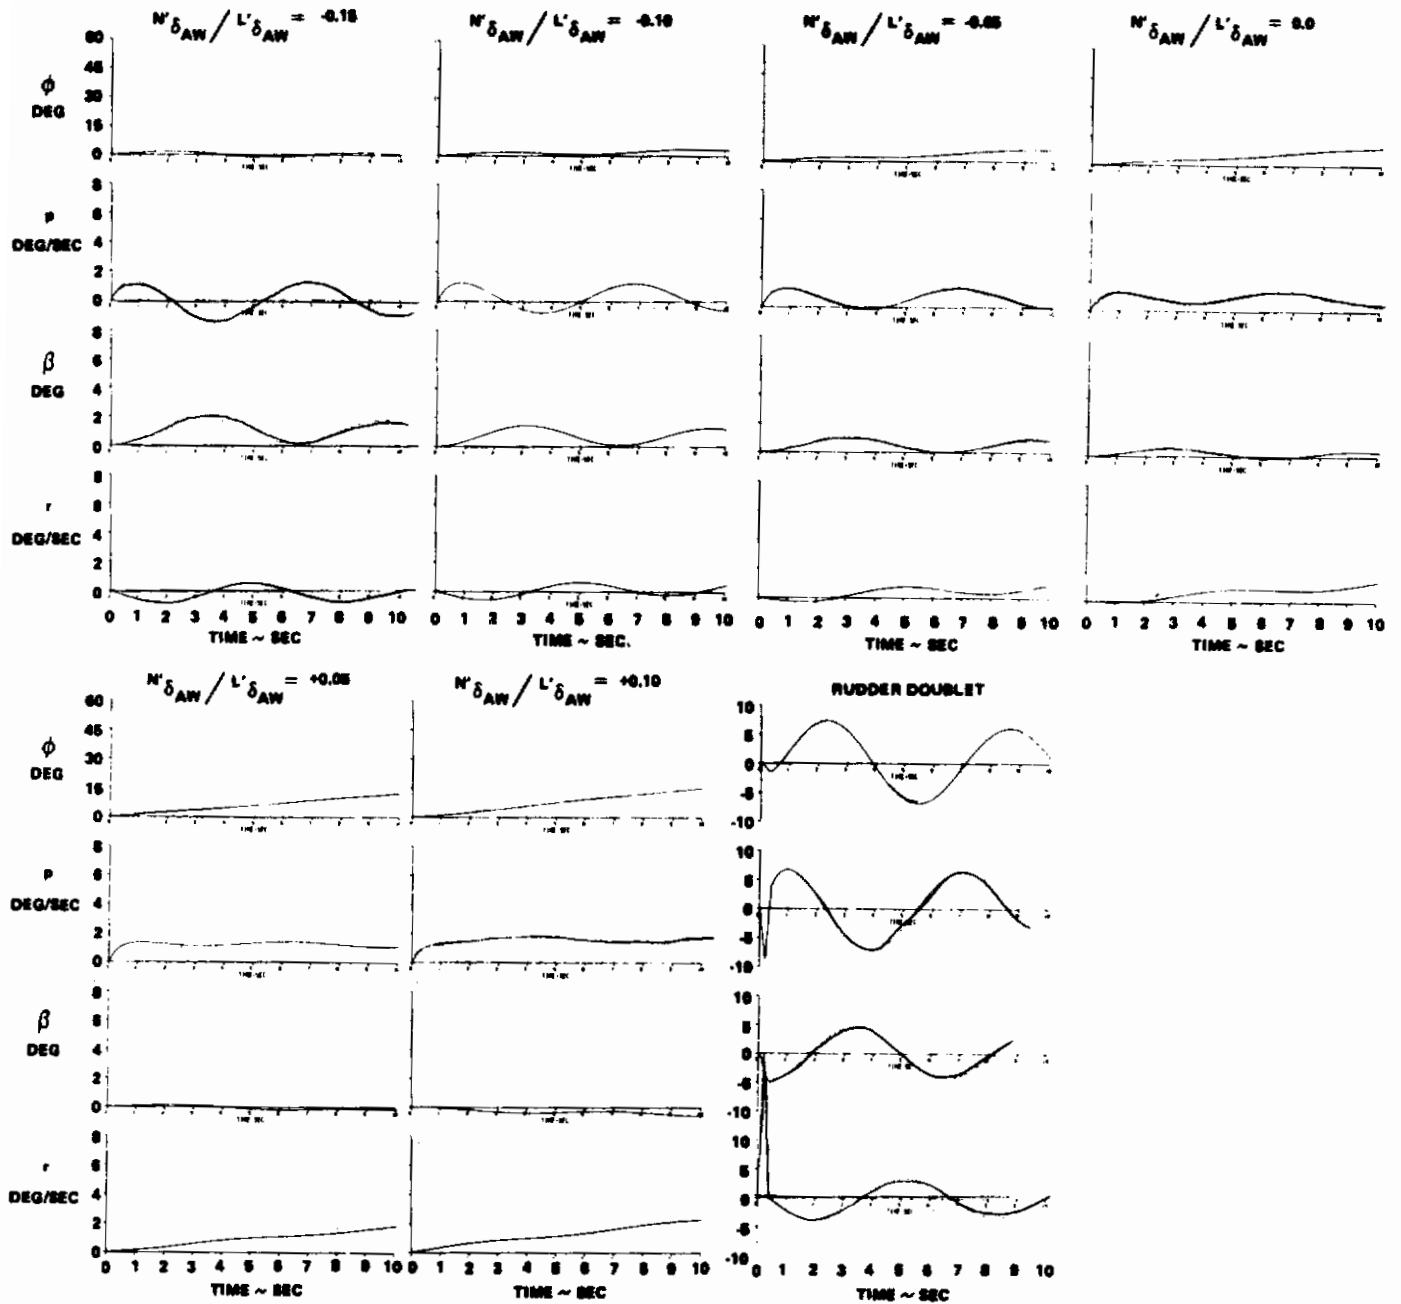 N'δAW / L'δAW = -0.15
N'δAW / L'δAW = -0.10
N'δAW / L'δAW = -0.05
N'δAW / L'δAW = 0.0
ϕ
DEG
60
45
30
15
0
p
DEG/SEC
8
6
4
2
0
β
DEG
8
6
4
2
0
r
DEG/SEC
8
6
4
2
0
0 1 2 3 4 5 6 7 8 9 10
TIME ~ SEC
0 1 2 3 4 5 6 7 8 9 10
TIME ~ SEC.
0 1 2 3 4 5 6 7 8 9 10
TIME ~ SEC
0 1 2 3 4 5 6 7 8 9 10
TIME ~ SEC
N'δAW / L'δAW = +0.05
N'δAW / L'δAW = +0.10
RUDDER DOUBLET
ϕ
DEG
60
45
30
15
0
10
5
0
-5
-10
p
DEG/SEC
8
6
4
2
0
10
5
0
-5
-10
β
DEG
8
6
4
2
0
10
5
0
-5
-10
r
DEG/SEC
8
6
4
2
0
10
5
0
-5
-10
0 1 2 3 4 5 6 7 8 9 10
TIME ~ SEC
0 1 2 3 4 5 6 7 8 9 10
TIME ~ SEC
0 1 2 3 4 5 6 7 8 9 10
TIME ~ SEC